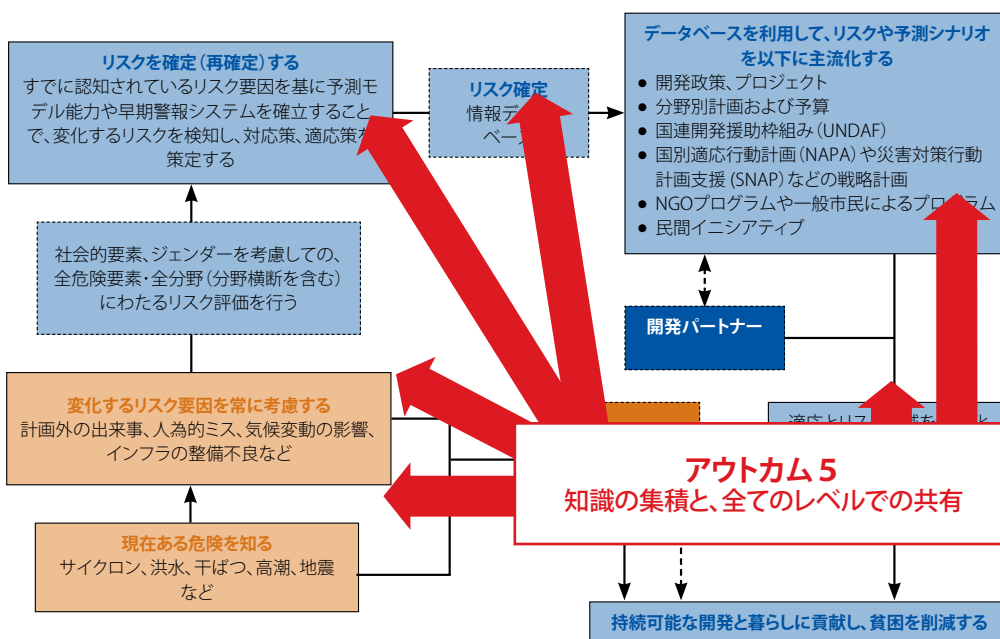 リスクを確定(再確定)する
すでに認知されているリスク要因を基に予測モ
デル能力や早期警報システムを確立すること
で、変化するリスクを検知し、対応策、適応策を
策定する
リスク確定
情報デ
ベー
データベースを利用して、リスクや予測シナリオ
を以下に主流化する
● 開発政策、プロジェクト
● 分野別計画および予算
● 国連開発援助枠組み(UNDAF)
● 国別適応行動計画(NAPA)や災害対策行動
計画支援(SNAP)などの戦略計画
● NGOプログラムや一般市民によるプログラム
● 民間イニシアティブ
社会的要素、ジェンダーを考慮しての、
全危険要素・全分野(分野横断を含む)
にわたるリスク評価を行う
開発パートナー
変化するリスク要因を常に考慮する
計画外の出来事、人為的ミス、気候変動の影響、
インフラの整備不良など
アウトカム 5
知識の集積と、全てのレベルでの共有
現在ある危険を知る
サイクロン、洪水、干ばつ、高潮、地震
など
持続可能な開発と暮らしに貢献し、貧困を削減する